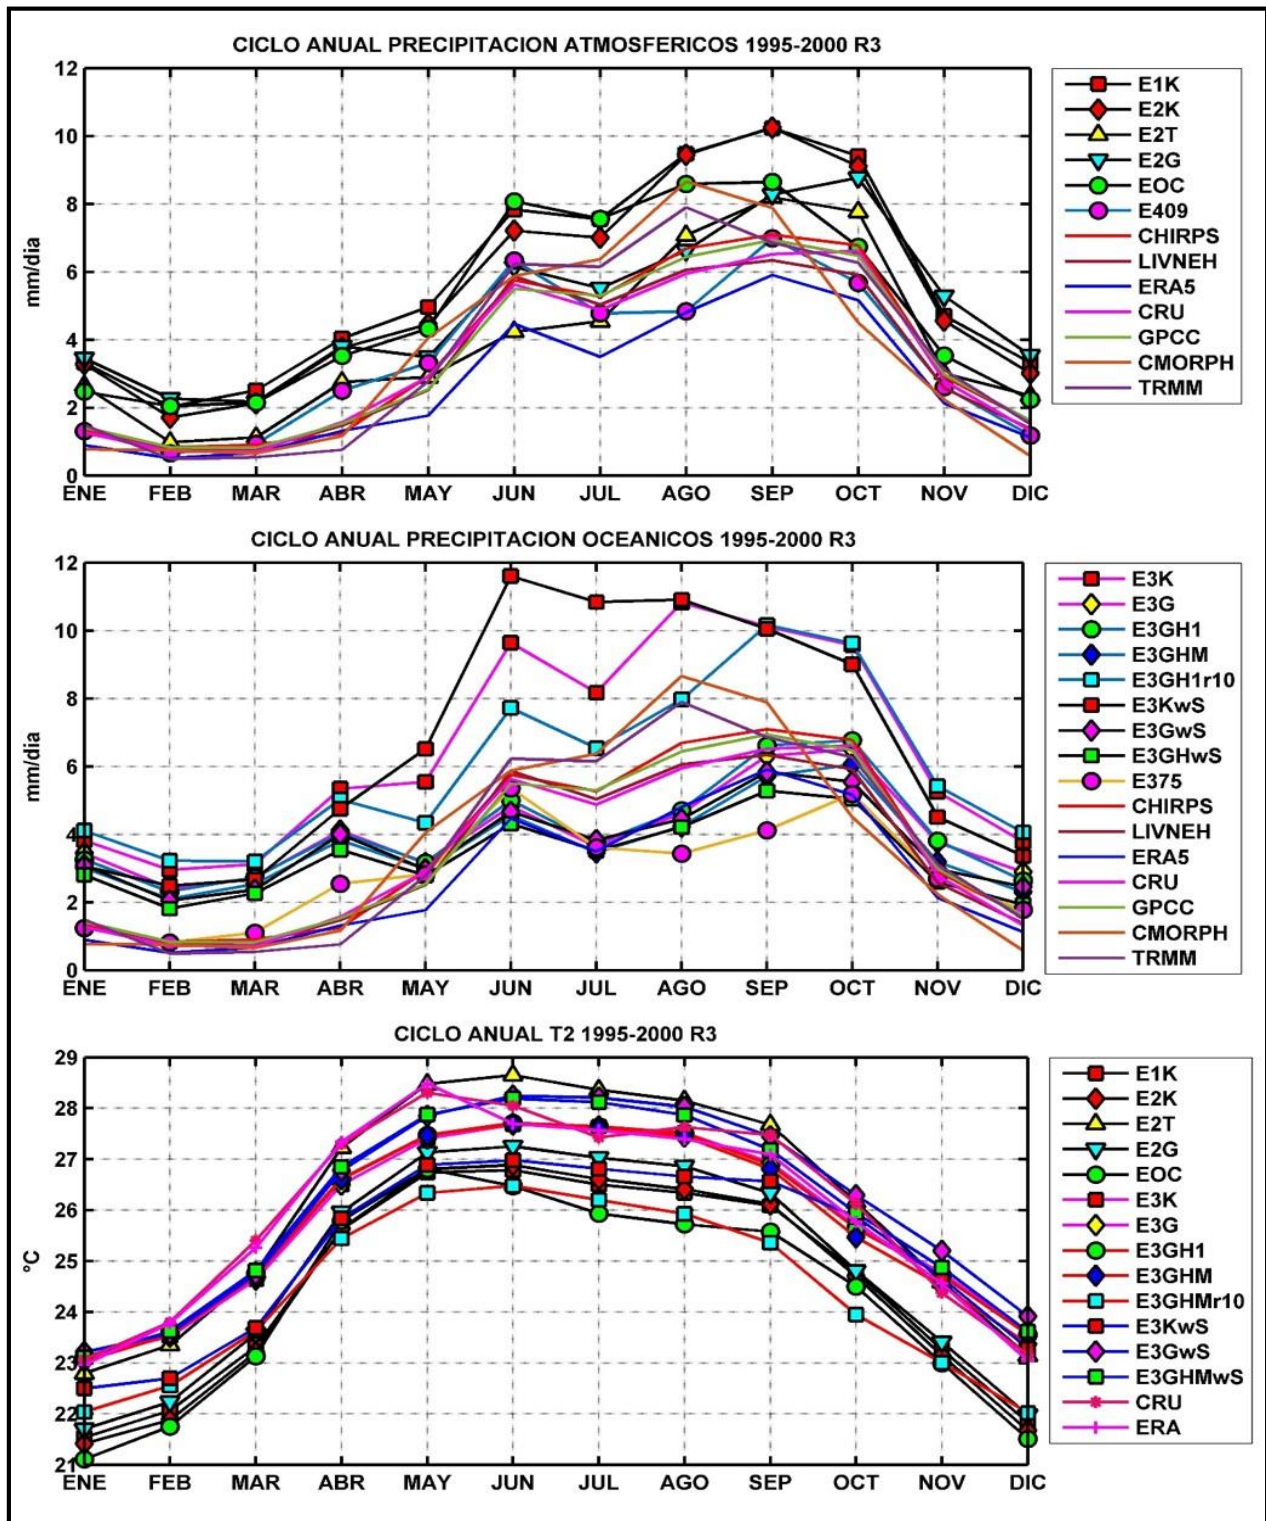 CICLO ANUAL PRECIPITACION ATMOSFERICOS 1995-2000 R3
12
10
8
6
4
2
0
mm/dia
ENE FEB MAR ABR MAY JUN JUL AGO SEP OCT NOV DIC
E1K
E2K
E2T
E2G
EOC
E409
CHIRPS
LIVNEH
ERA5
CRU
GPCC
CMORPH
TRMM
CICLO ANUAL PRECIPITACION OCEANICOS 1995-2000 R3
12
10
8
6
4
2
0
mm/dia
ENE FEB MAR ABR MAY JUN JUL AGO SEP OCT NOV DIC
E3K
E3G
E3GH1
E3GHM
E3GH1r10
E3KwS
E3GwS
E3GHwS
E375
CHIRPS
LIVNEH
ERA5
CRU
GPCC
CMORPH
TRMM
CICLO ANUAL T2 1995-2000 R3
29
28
27
26
25
24
23
22
21
°C
ENE FEB MAR ABR MAY JUN JUL AGO SEP OCT NOV DIC
E1K
E2K
E2T
E2G
EOC
E3K
E3G
E3GH1
E3GHM
E3GHMr10
E3KwS
E3GwS
E3GHMwS
CRU
ERA